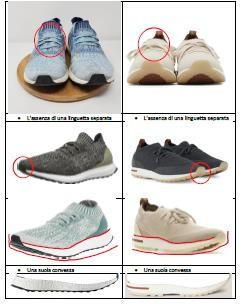 • L'assenza di una linguetta separata
• L'assenza di una linguetta separata
• Una suola convessa
• Una suola convessa